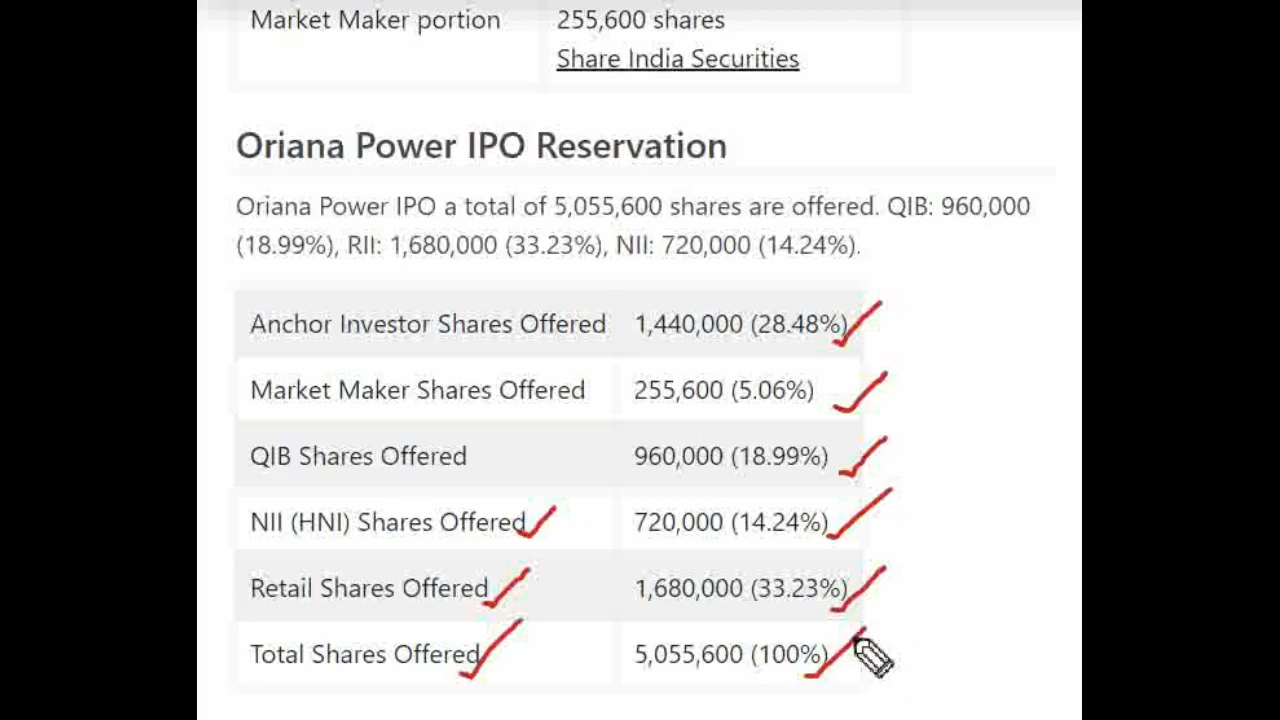 Market Maker portion 255,600 shares
Share India Securities
Oriana Power IPO Reservation
Oriana Power IPO a total of 5,055,600 shares are offered. QIB: 960,000
(18.99%), RII: 1,680,000 (33.23%), NII: 720,000 (14.24%).
Anchor Investor Shares Offered 1,440,000 (28.48%)
Market Maker Shares Offered 255,600 (5.06%)
QIB Shares Offered 960,000 (18.99%)
NII (HNI) Shares Offered 720,000 (14.24%)
Retail Shares Offered 1,680,000 (33.23%)
Total Shares Offered 5,055,600 (100%)